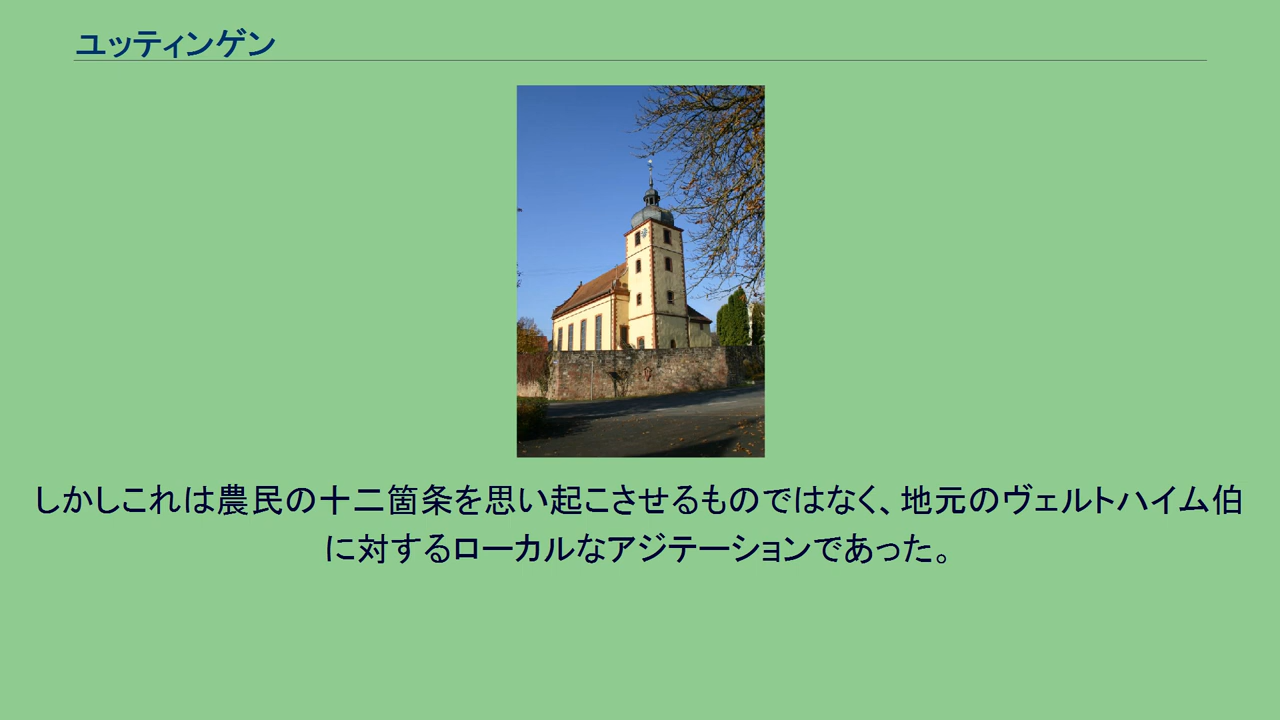 ユッティンゲン
しかしこれは農民の十二箇条を思い起こさせるものではなく、地元のヴェルトハイム伯
に対するローカルなアジテーションであった。